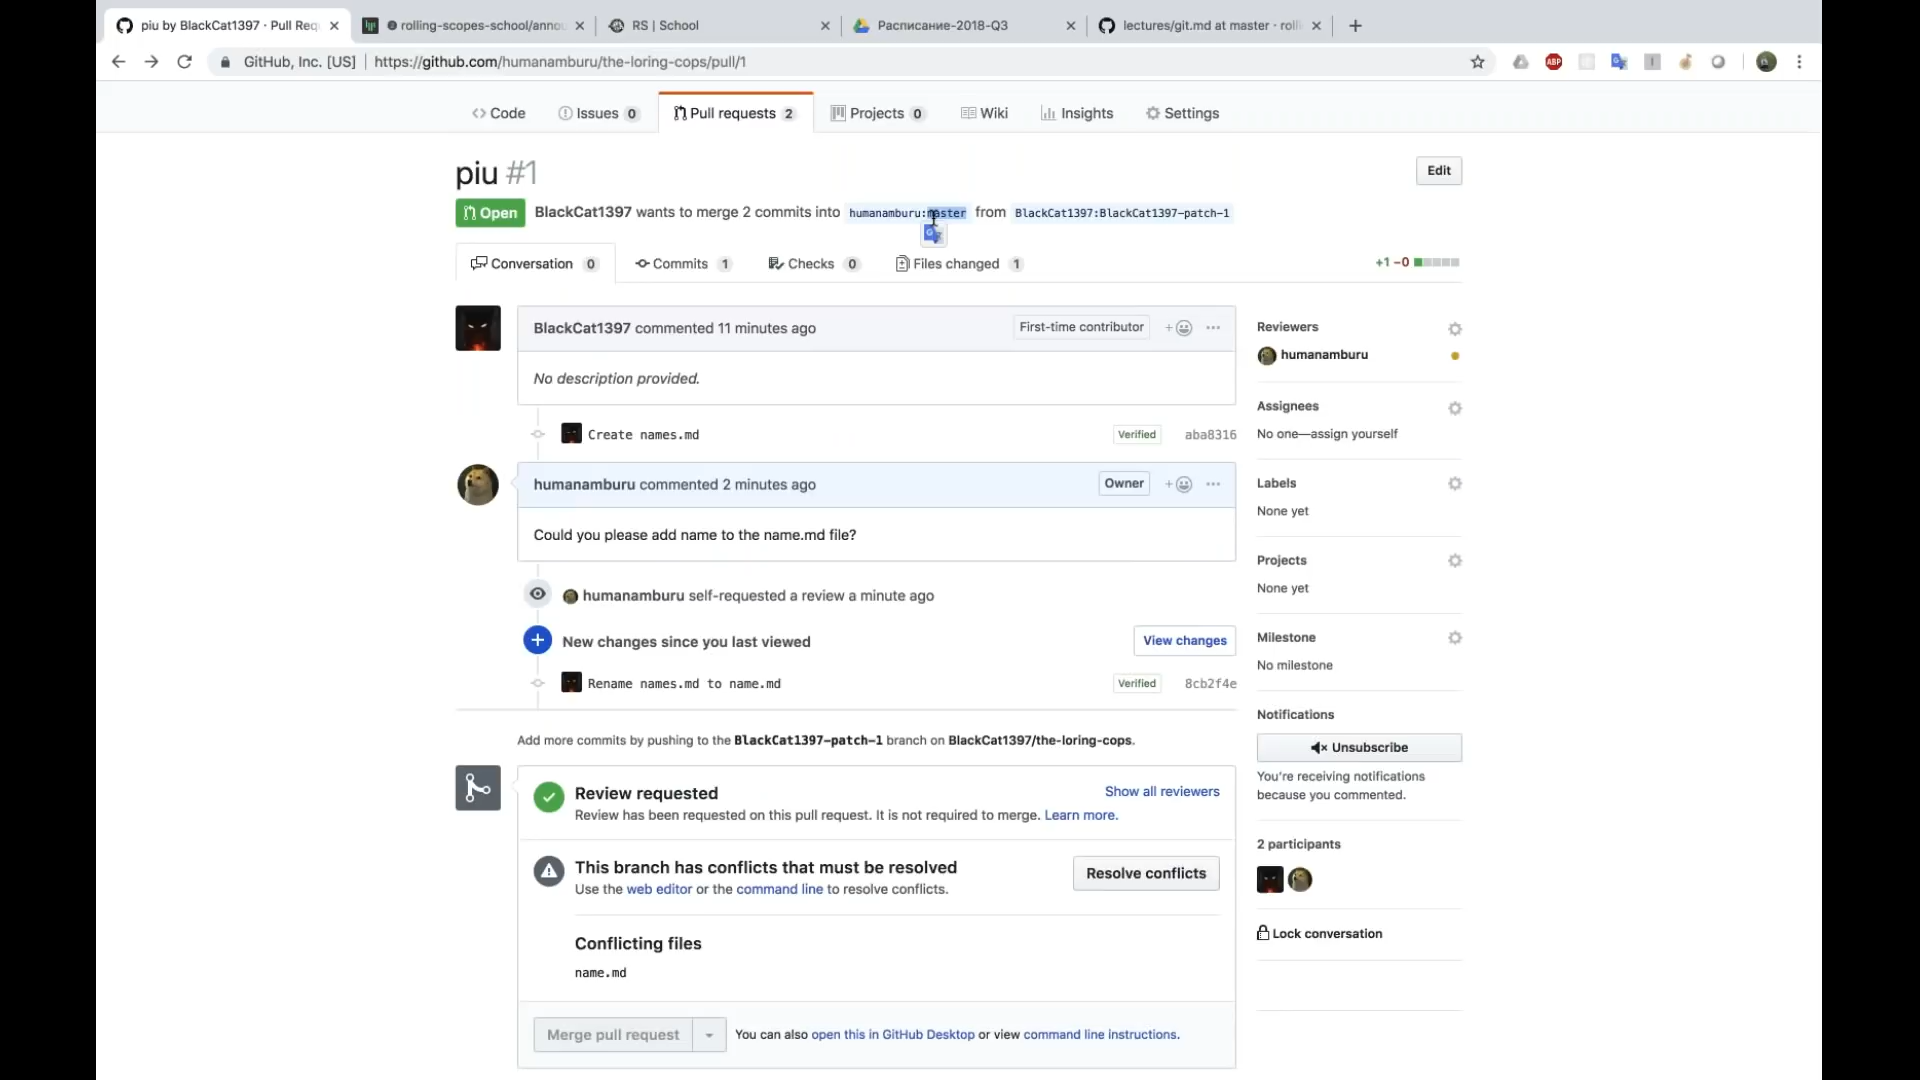 piu by BlackCat1397 · Pull Req
rolling-scopes-school/annou
RS | School
Расписание-2018-Q3
lectures/git.md at master · rolli
GitHub, Inc. [US] | https://github.com/humanamburu/the-loring-cops/pull/1
ABP
Code
Issues 0
Pull requests 2
Projects 0
Wiki
Insights
Settings
piu #1
Edit
Open
BlackCat1397 wants to merge 2 commits into humanamburu:master from BlackCat1397:BlackCat1397-patch-1
Conversation 0
Commits 1
Checks 0
Files changed 1
+1 −0
BlackCat1397 commented 11 minutes ago
First-time contributor
No description provided.
Create names.md
Verified
aba8316
humanamburu commented 2 minutes ago
Owner
Could you please add name to the name.md file?
humanamburu self-requested a review a minute ago
New changes since you last viewed
View changes
Rename names.md to name.md
Verified
8cb2f4e
Add more commits by pushing to the BlackCat1397-patch-1 branch on BlackCat1397/the-loring-cops.
Review requested
Show all reviewers
Review has been requested on this pull request. It is not required to merge. Learn more.
This branch has conflicts that must be resolved
Use the web editor or the command line to resolve conflicts.
Resolve conflicts
Conflicting files
name.md
Merge pull request
You can also open this in GitHub Desktop or view command line instructions.
Reviewers
humanamburu
Assignees
No one—assign yourself
Labels
None yet
Projects
None yet
Milestone
No milestone
Notifications
Unsubscribe
You're receiving notifications
because you commented.
2 participants
Lock conversation